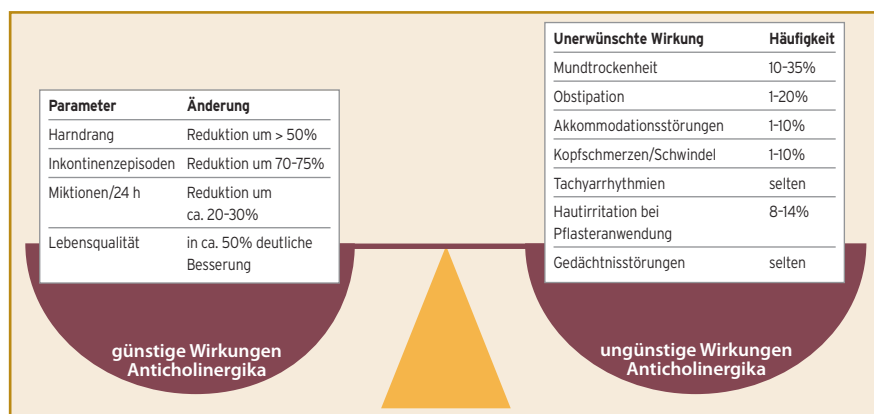 Parameter Änderung
Harndrang Reduktion um > 50%
Inkontinenzepisoden Reduktion um 70-75%
Miktionen/24 h Reduktion um
ca. 20-30%
Lebensqualität in ca. 50% deutliche
Besserung
günstige Wirkungen
Anticholinergika
Unerwünschte Wirkung Häufigkeit
Mundtrockenheit 10-35%
Obstipation 1-20%
Akkommodationsstörungen 1-10%
Kopfschmerzen/Schwindel 1-10%
Tachyarrhythmien selten
Hautirritation bei 8-14%
Pflasteranwendung
Gedächtnisstörungen selten
ungünstige Wirkungen
Anticholinergika